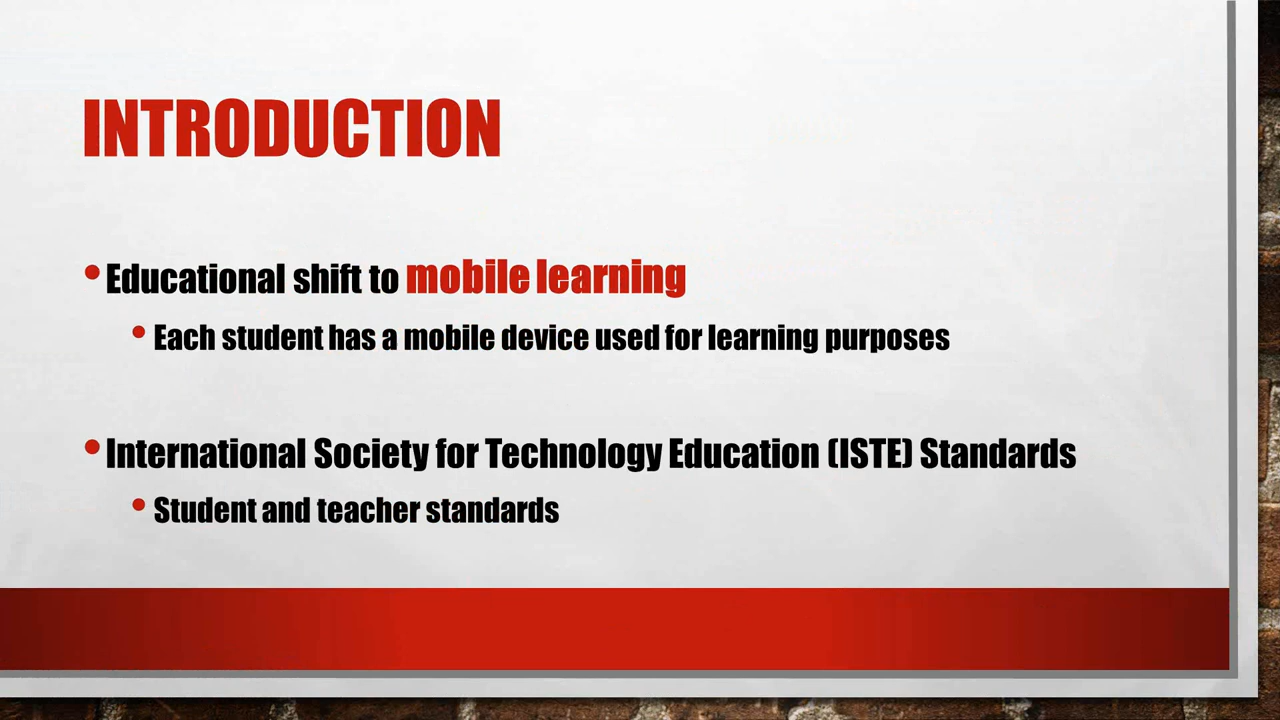 INTRODUCTION
•Educational shift to mobile learning
• Each student has a mobile device used for learning purposes
•International Society for Technology Education (ISTE) Standards
• Student and teacher standards